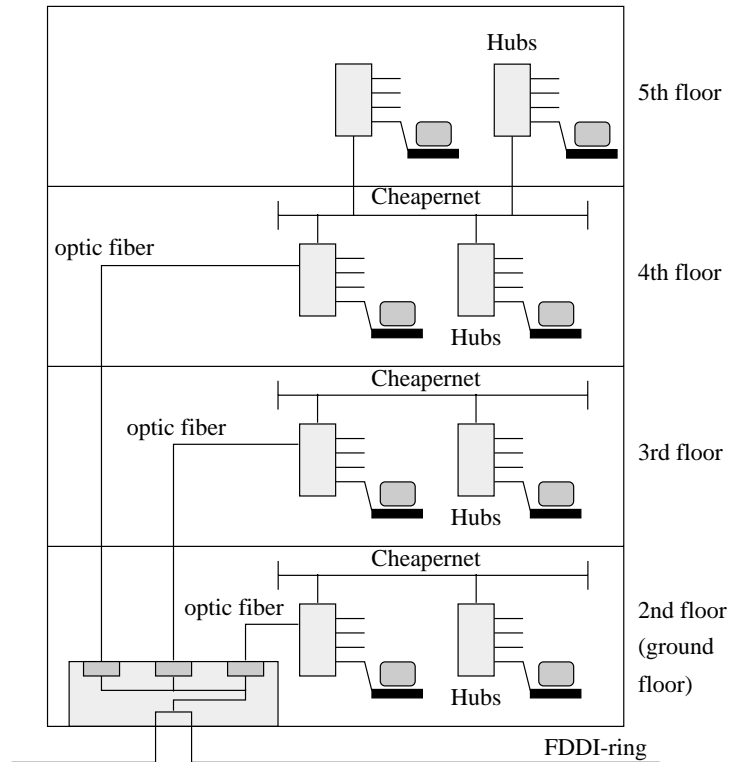 Hubs
5th floor
Cheapernet
optic fiber
4th floor
Hubs
Cheapernet
optic fiber
3rd floor
Hubs
Cheapernet
optic fiber
2nd floor
(ground
floor)
Hubs
FDDI-ring